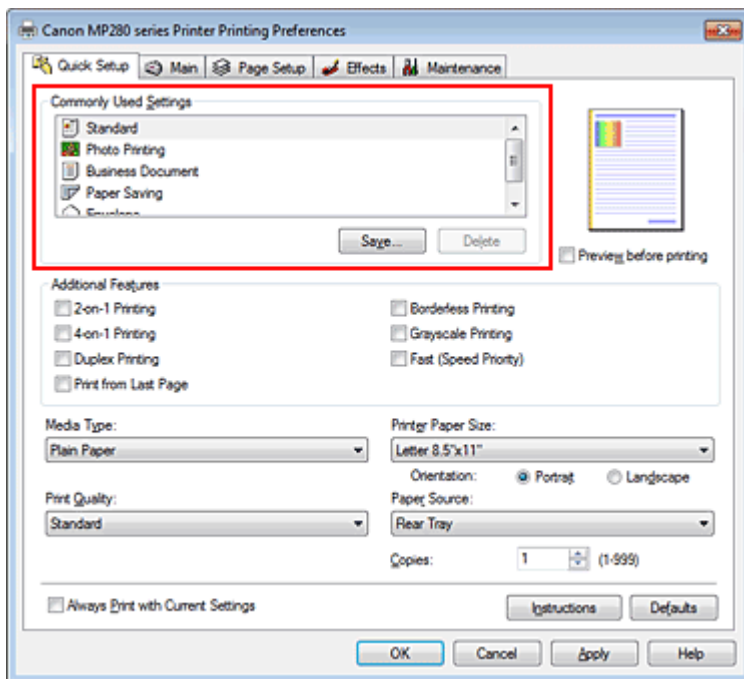 Canon MP280 series Printer Printing Preferences
Quick Setup Main Page Setup Effects Maintenance
Commonly Used Settings
Standard
Photo Printing
Business Document
Paper Saving
Envelope
Save... Delete
Preview before printing
Additional Features
2-on-1 Printing Borderless Printing
4-on-1 Printing Grayscale Printing
Duplex Printing Fast (Speed Priority)
Print from Last Page
Media Type: Printer Paper Size:
Plain Paper Letter 8.5"x11"
Orientation: Portrait Landscape
Print Quality: Paper Source:
Standard Rear Tray
Copies: 1 (1-999)
Always Print with Current Settings Instructions Defaults
OK Cancel Apply Help